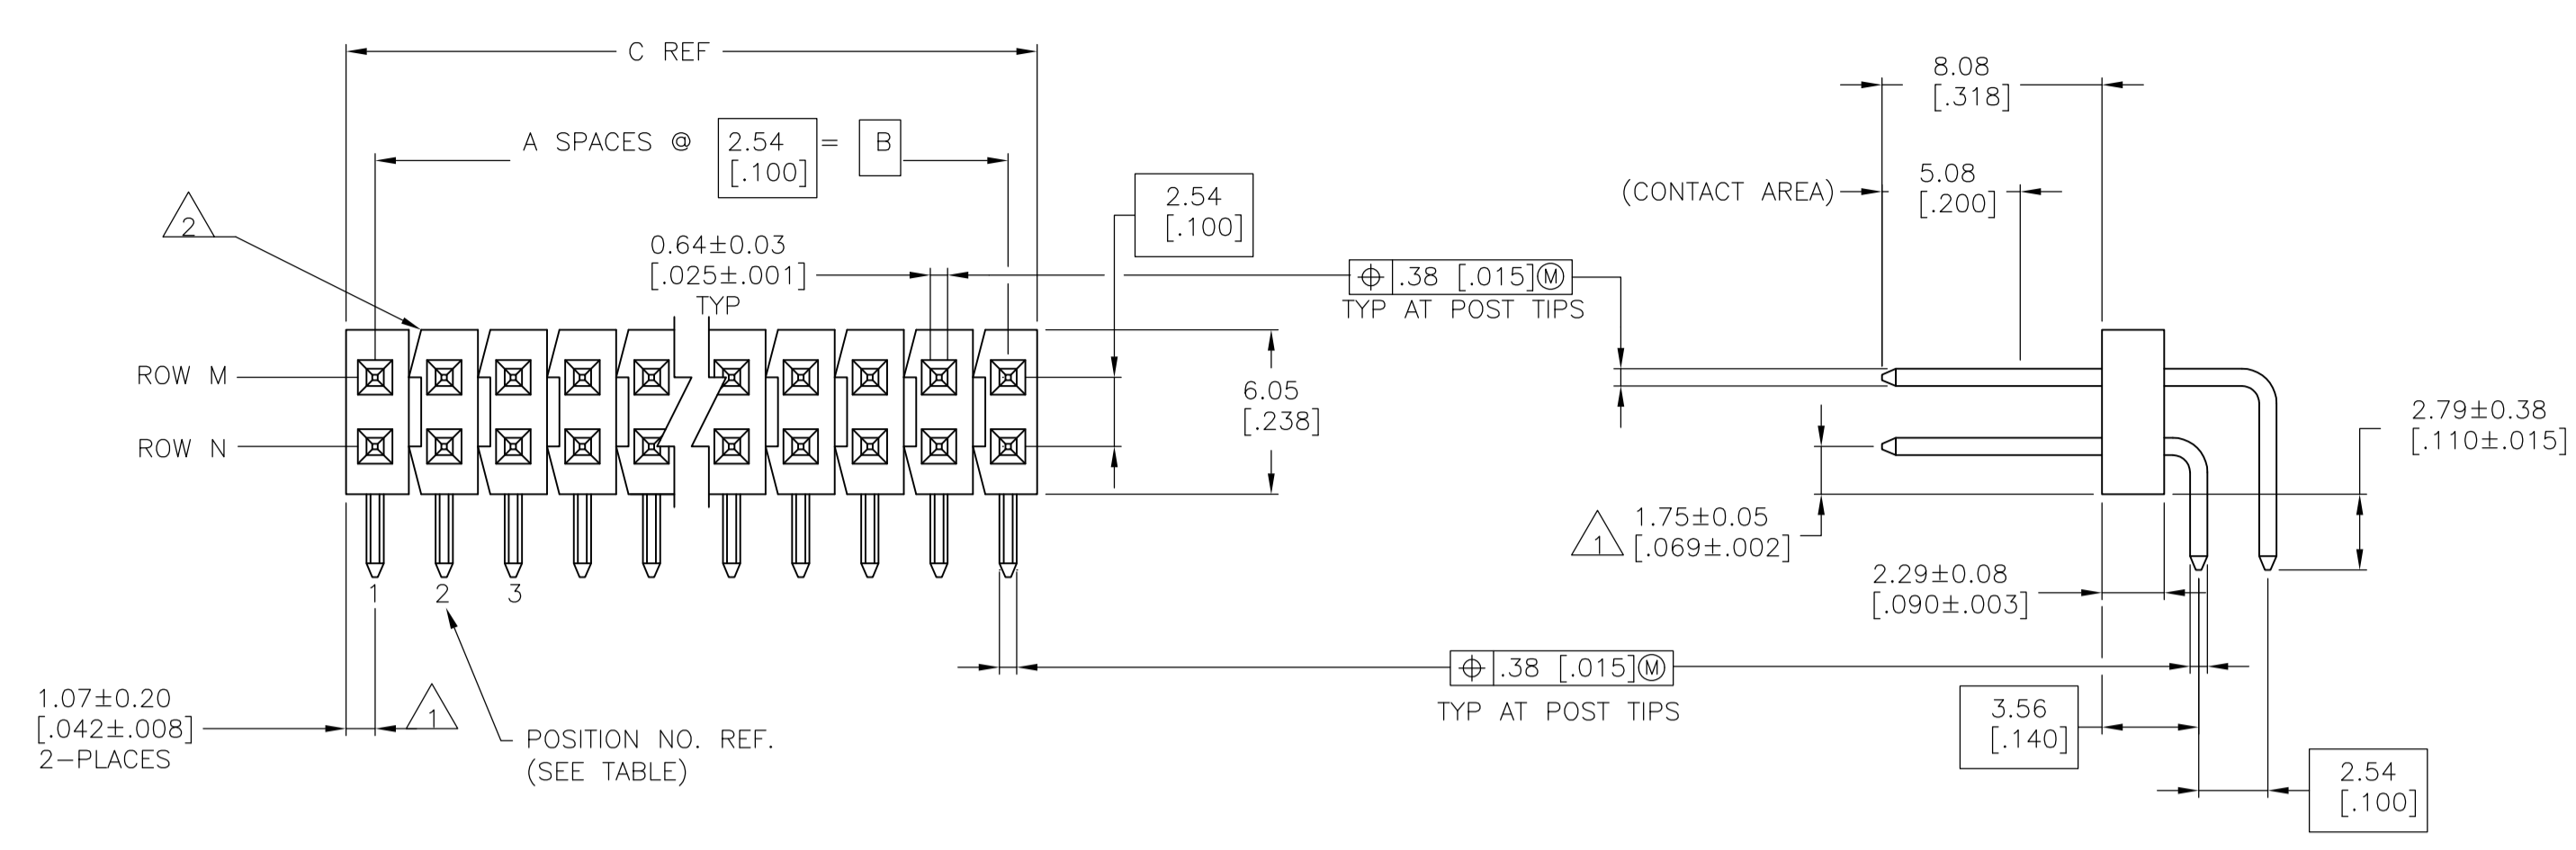 C REF
A SPACES @ 2.54 = B
[.100]
2
0.64±0.03
[.025±.001]
TYP
2.54
[.100]
⌖ .38 [.015]Ⓜ
TYP AT POST TIPS
ROW M
ROW N
6.05
[.238]
1 2 3
1.07±0.20
[.042±.008]
2-PLACES
1
POSITION NO. REF.
(SEE TABLE)
8.08
[.318]
(CONTACT AREA)
5.08
[.200]
2.79±0.38
[.110±.015]
1
1.75±0.05
[.069±.002]
2.29±0.08
[.090±.003]
⌖ .38 [.015]Ⓜ
TYP AT POST TIPS
3.56
[.140]
2.54
[.100]